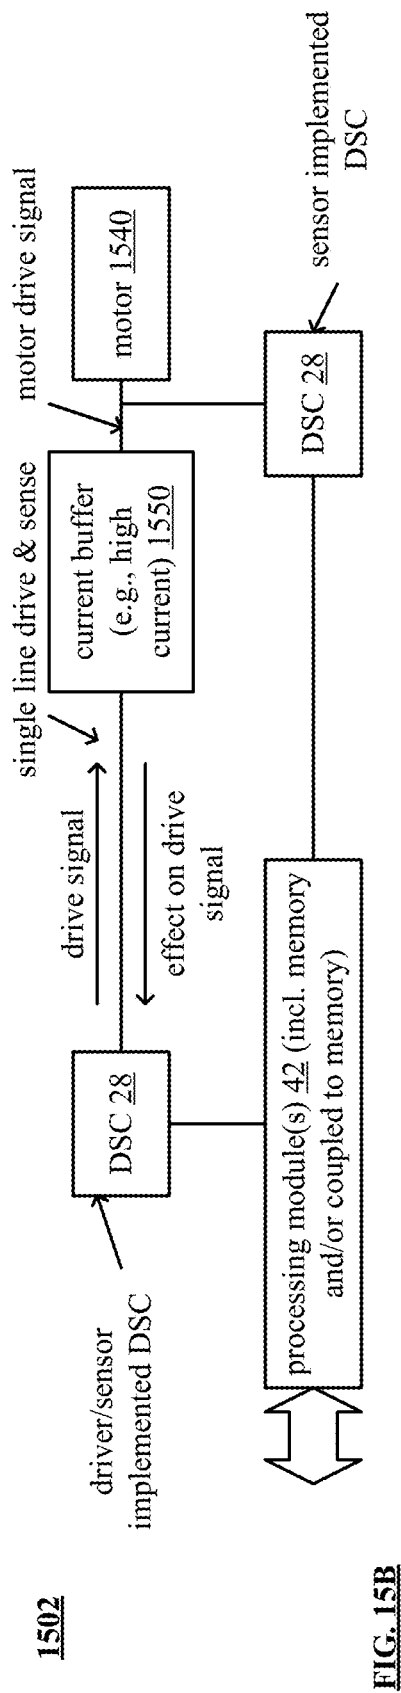 1502
driver/sensor
implemented DSC
DSC 28
drive signal
effect on drive
signal
single line drive & sense
current buffer
(e.g., high
current) 1550
motor drive signal
motor 1540
processing module(s) 42 (incl. memory
and/or coupled to memory)
DSC 28
sensor implemented
DSC
FIG. 15B